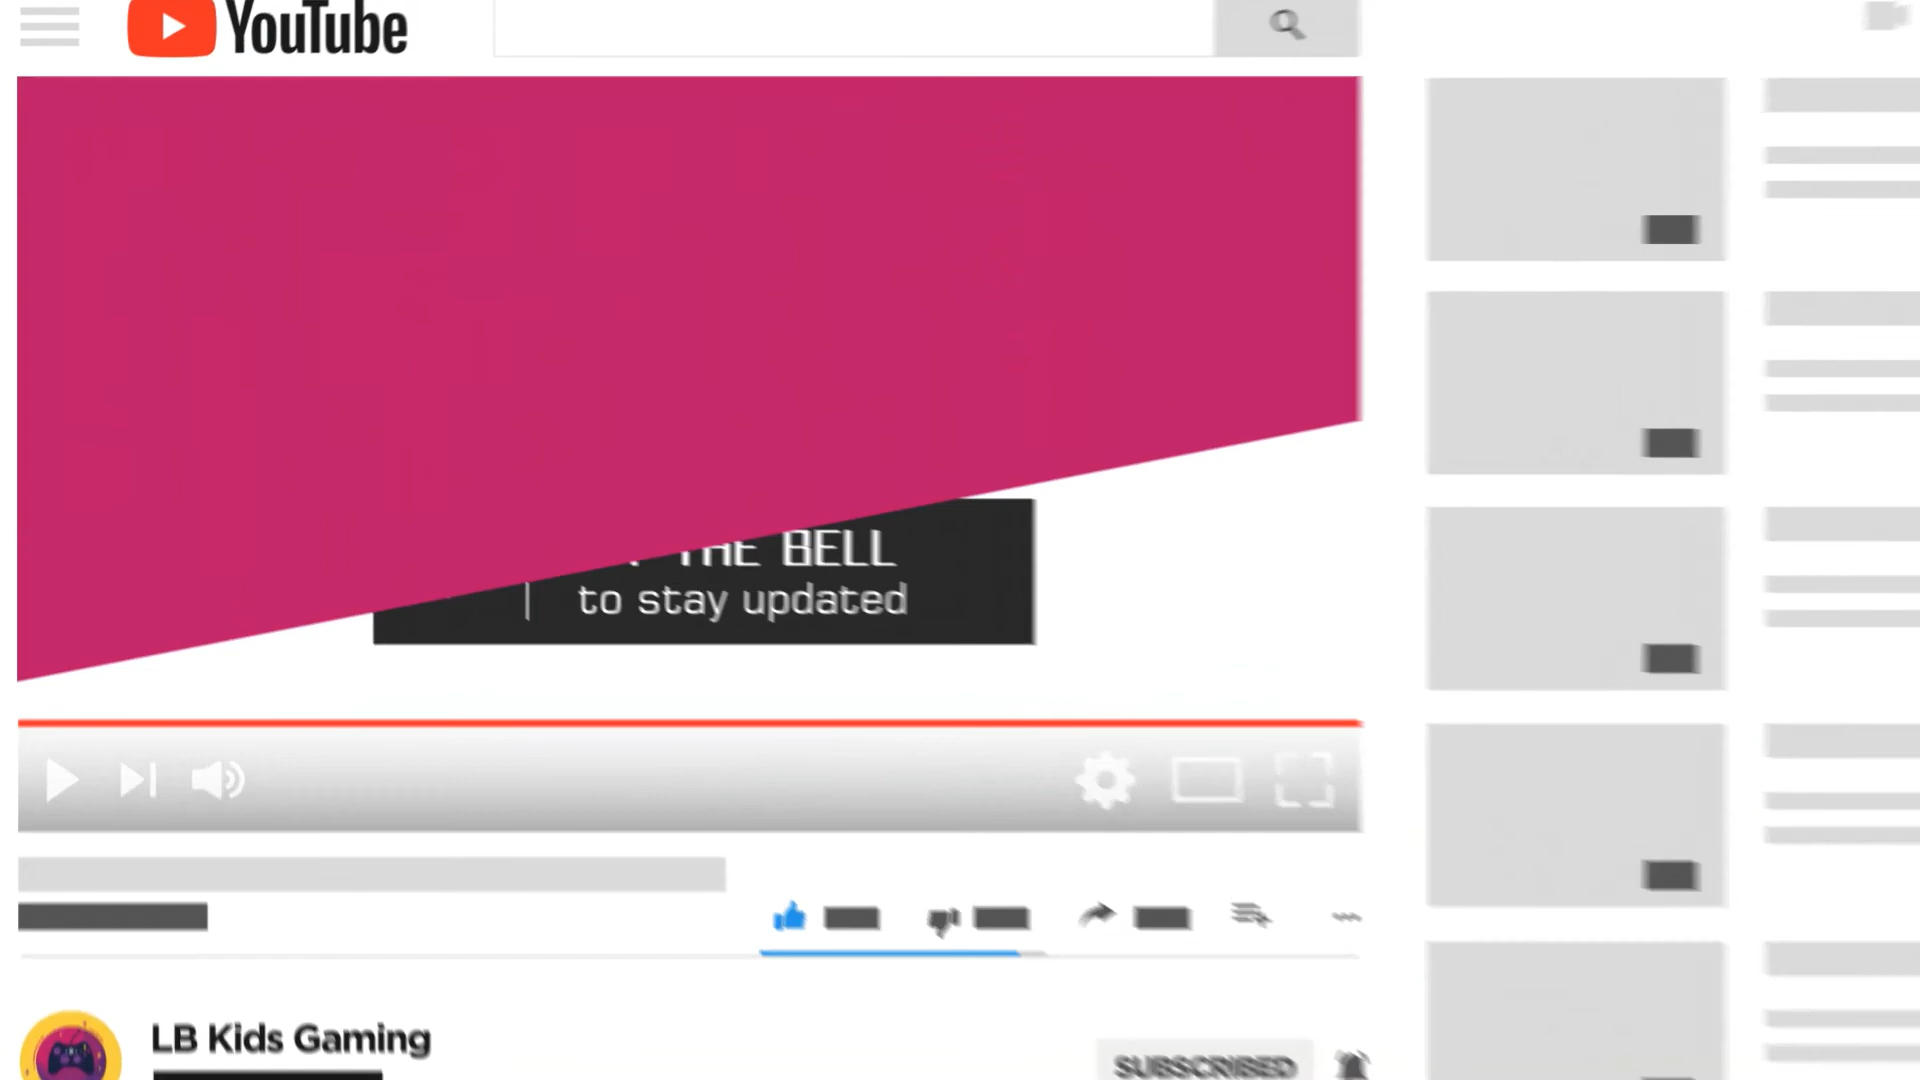 YouTube
THE BELL
to stay updated
LB Kids Gaming
SUBSCRIBED